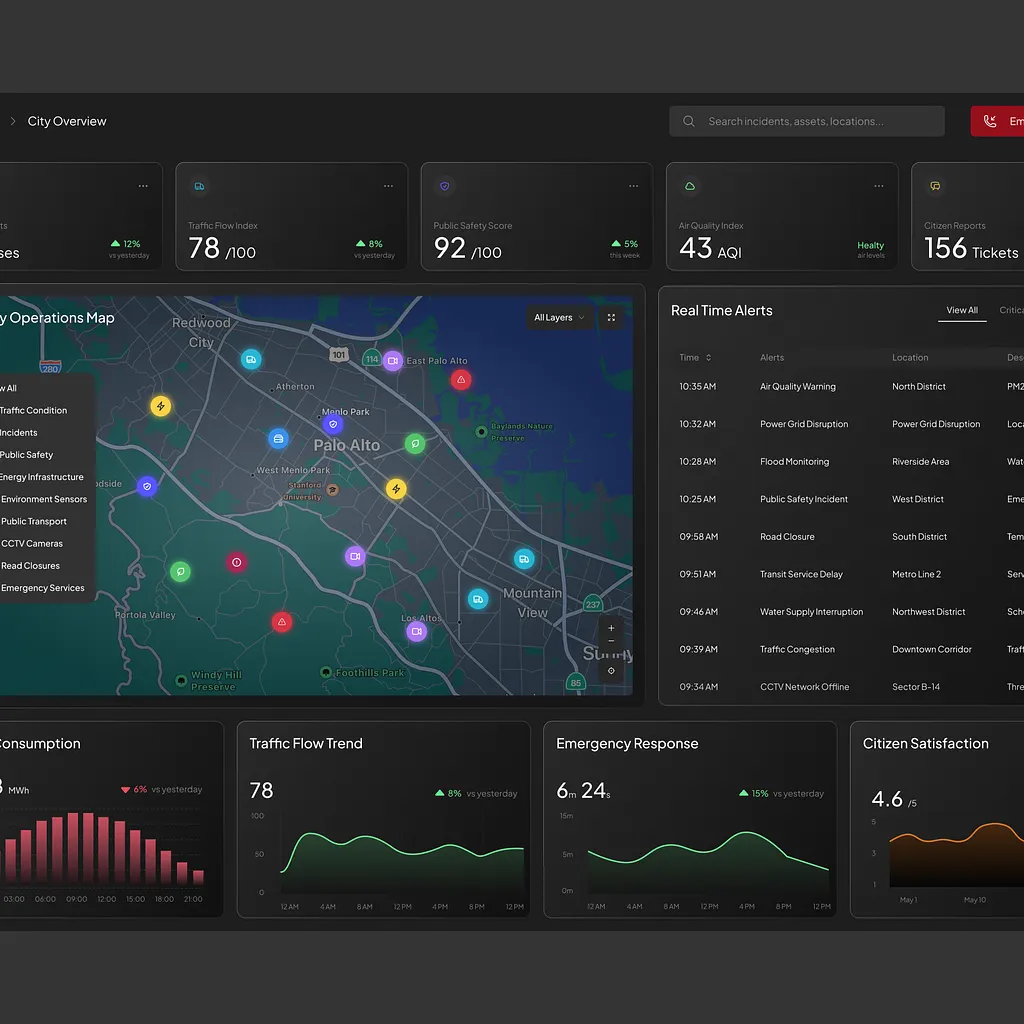 City Overview
Search incidents, assets, locations...
Em
ts
ses
12%
vs yesterday
Traffic Flow Index
78 /100
8%
vs yesterday
Public Safety Score
92 /100
5%
this week
Air Quality Index
43 AQI
Healty
air levels
Citizen Reports
156 Tickets
y Operations Map
All Layers
w All
Traffic Condition
Incidents
Public Safety
Energy Infrastructure
Environment Sensors
Public Transport
CCTV Cameras
Read Closures
Emergency Services
Redwood
City
280
101
114
East Palo Alto
Atherton
Menlo Park
Palo Alto
Baylands Nature
Preserve
West Menlo Park
dside
Stanford
University
Mountain
View
237
Portola Valley
Los Altos
Sunny
85
Windy Hill
Preserve
Foothills Park
Real Time Alerts
View All
Critica
Time
Alerts
Location
Des
10:35 AM
Air Quality Warning
North District
PM2
10:32 AM
Power Grid Disruption
Power Grid Disruption
Loca
10:28 AM
Flood Monitoring
Riverside Area
Wat
10:25 AM
Public Safety Incident
West District
Eme
09:58 AM
Road Closure
South District
Tem
09:51 AM
Transit Service Delay
Metro Line 2
Serv
09:46 AM
Water Supply Interruption
Northwest District
Sche
09:39 AM
Traffic Congestion
Downtown Corridor
Traff
09:34 AM
CCTV Network Offline
Sector B-14
Thre
Consumption
MWh
6% vs yesterday
03:00 06:00 09:00 12:00 15:00 18:00 21:00
Traffic Flow Trend
78
8% vs yesterday
100
50
0
12 AM 4 AM 8 AM 12 PM 4 PM 8 PM 12 PM
Emergency Response
6m 24s
15% vs yesterday
15m
5m
0m
12 AM 4 AM 8 AM 12 PM 4 PM 8 PM 12 PM
Citizen Satisfaction
4.6 /5
5
3
1
May 1 May 10